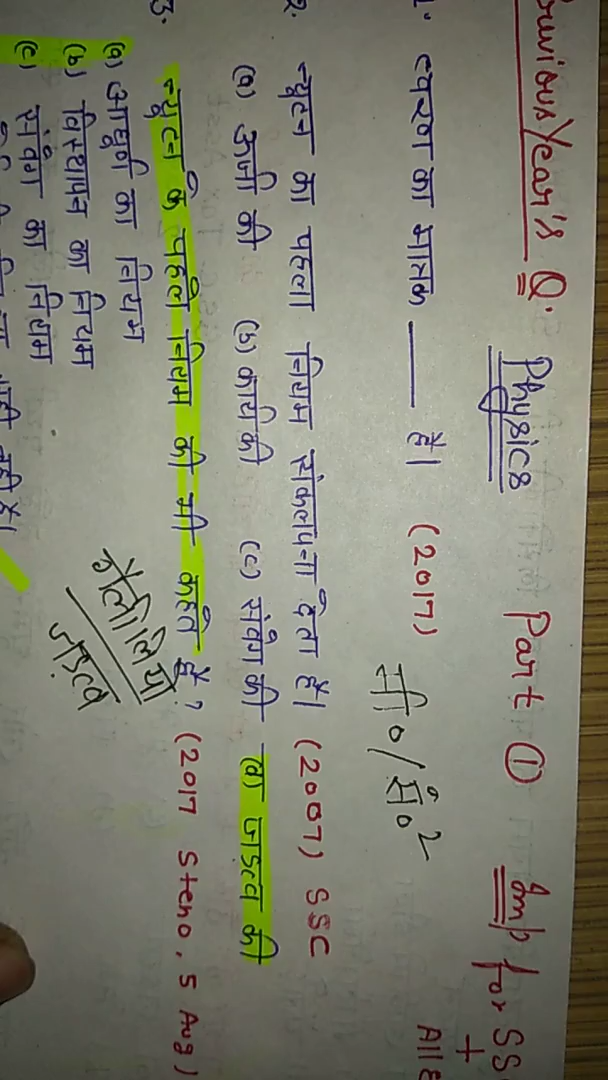 Previous Year's Q.
Physics Part ① Imp for SS
+
All E
1. त्वरण का मात्रक ——— है। (2017) मी०/सें०²
2. न्यूटन का पहला नियम संकल्पना देता है। (2007) SSC
(a) ऊर्जा की (b) कार्य की (c) संवेग की जड़त्व की
3. न्यूटन के पहले नियम को भी कहते हैं? (2017 Steno, 5 Aug)
गैलीलियो
जड़त्व
(a) आघूर्ण का नियम
(b) विस्थापन का नियम
(c) संवेग का नियम